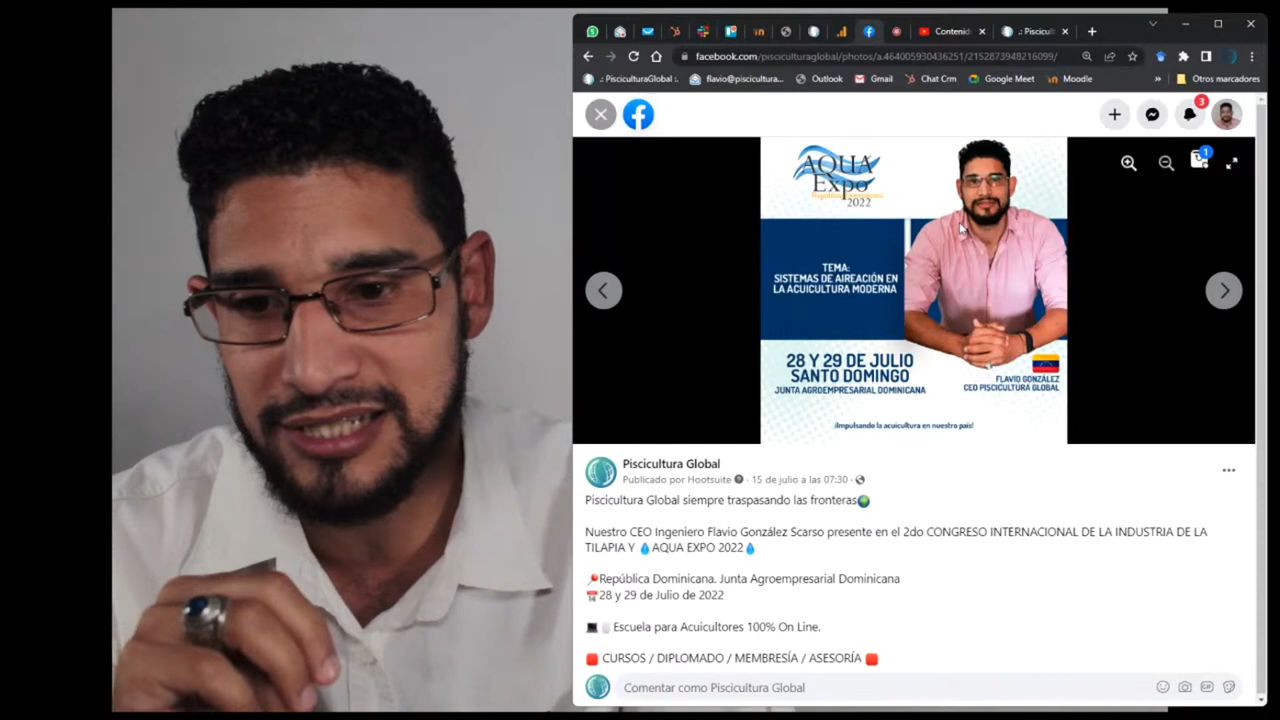 Contenid
.: Piscicult
facebook.com/pisciculturaglobal/photos/a.464005930436251/2152873948216099/
.: PisciculturaGlobal :.
flavio@piscicultura...
Outlook
Gmail
Chat Crm
Google Meet
Moodle
»
Otros marcadores
3
1
AQUA
Expo
2022
TEMA:
SISTEMAS DE AIREACIÓN EN
LA ACUICULTURA MODERNA
28 Y 29 DE JULIO
SANTO DOMINGO
JUNTA AGROEMPRESARIAL DOMINICANA
FLAVIO GONZÁLEZ
CEO PISCICULTURA GLOBAL
¡Impulsando la acuicultura en nuestro país!
Piscicultura Global
Publicado por Hootsuite · 15 de julio a las 07:30 ·
Piscicultura Global siempre traspasando las fronteras
Nuestro CEO Ingeniero Flavio González Scarso presente en el 2do CONGRESO INTERNACIONAL DE LA INDUSTRIA DE LA
TILAPIA Y 💧AQUA EXPO 2022💧
📍República Dominicana. Junta Agroempresarial Dominicana
📅28 y 29 de Julio de 2022
Escuela para Acuicultores 100% On Line.
🟥 CURSOS / DIPLOMADO / MEMBRESÍA / ASESORÍA 🟥
Comentar como Piscicultura Global